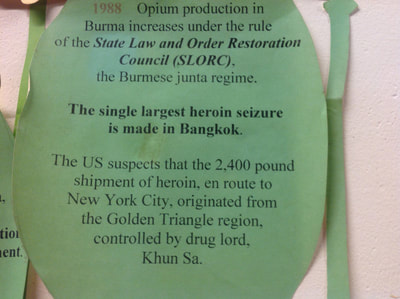 1988 Opium production in
Burma increases under the rule
of the State Law and Order Restoration
Council (SLORC),
the Burmese junta regime.
The single largest heroin seizure
is made in Bangkok.
The US suspects that the 2,400 pound
shipment of heroin, en route to
New York City, originated from
the Golden Triangle region,
controlled by drug lord,
Khun Sa.